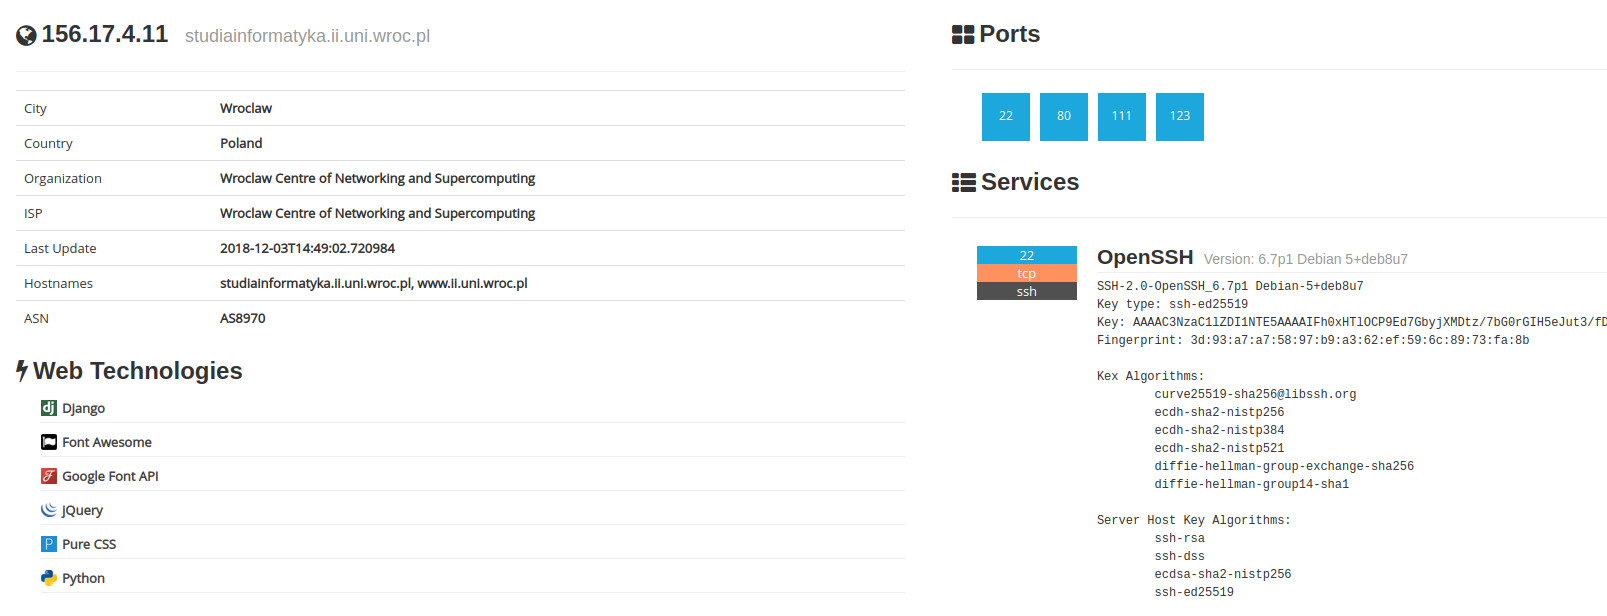 156.17.4.11 studiainformatyka.ii.uni.wroc.pl
City Wroclaw
Country Poland
Organization Wroclaw Centre of Networking and Supercomputing
ISP Wroclaw Centre of Networking and Supercomputing
Last Update 2018-12-03T14:49:02.720984
Hostnames studiainformatyka.ii.uni.wroc.pl, www.ii.uni.wroc.pl
ASN AS8970
Web Technologies
dj Django
Font Awesome
Google Font API
jQuery
P Pure CSS
Python
Ports
22 80 111 123
Services
22
tcp
ssh
OpenSSH Version: 6.7p1 Debian 5+deb8u7
SSH-2.0-OpenSSH_6.7p1 Debian-5+deb8u7
Key type: ssh-ed25519
Key: AAAAC3NzaC1lZDI1NTE5AAAAIFh0xHTlOCP9Ed7GbyjXMDtz/7bG0rGIH5eJut3/fD
Fingerprint: 3d:93:a7:a7:58:97:b9:a3:62:ef:59:6c:89:73:fa:8b
Kex Algorithms:
curve25519-sha256@libssh.org
ecdh-sha2-nistp256
ecdh-sha2-nistp384
ecdh-sha2-nistp521
diffie-hellman-group-exchange-sha256
diffie-hellman-group14-sha1
Server Host Key Algorithms:
ssh-rsa
ssh-dss
ecdsa-sha2-nistp256
ssh-ed25519